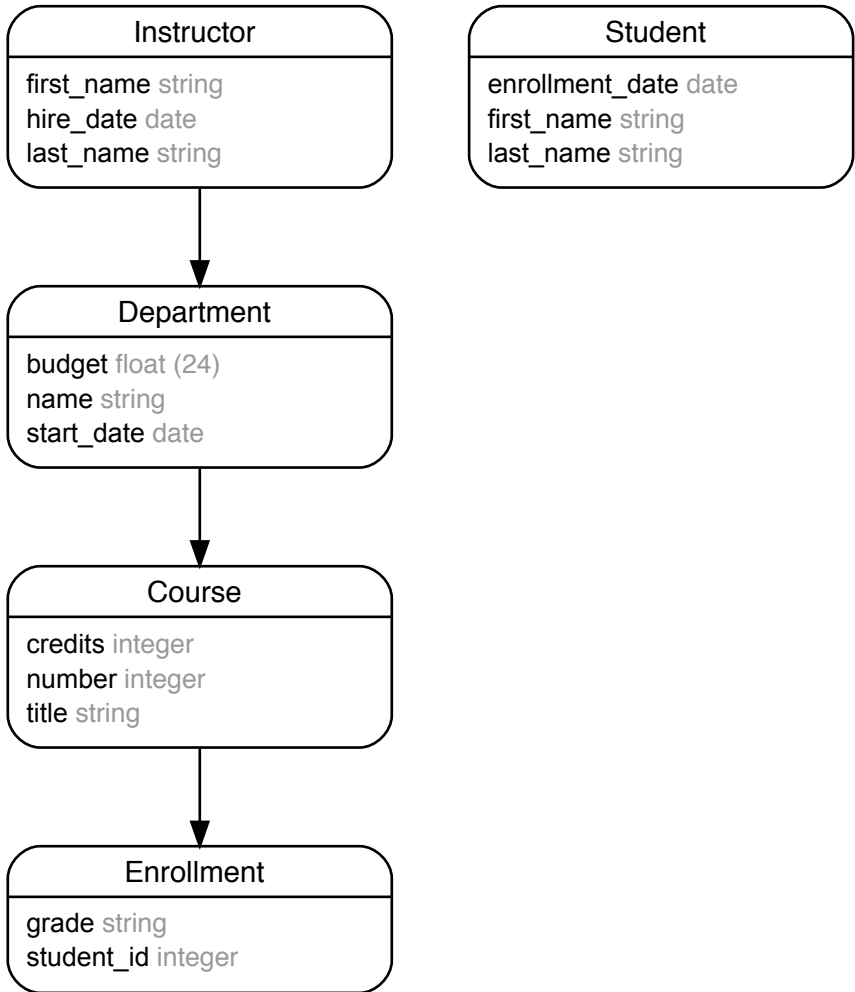 Instructor
first_name string
hire_date date
last_name string
Student
enrollment_date date
first_name string
last_name string
Department
budget float (24)
name string
start_date date
Course
credits integer
number integer
title string
Enrollment
grade string
student_id integer